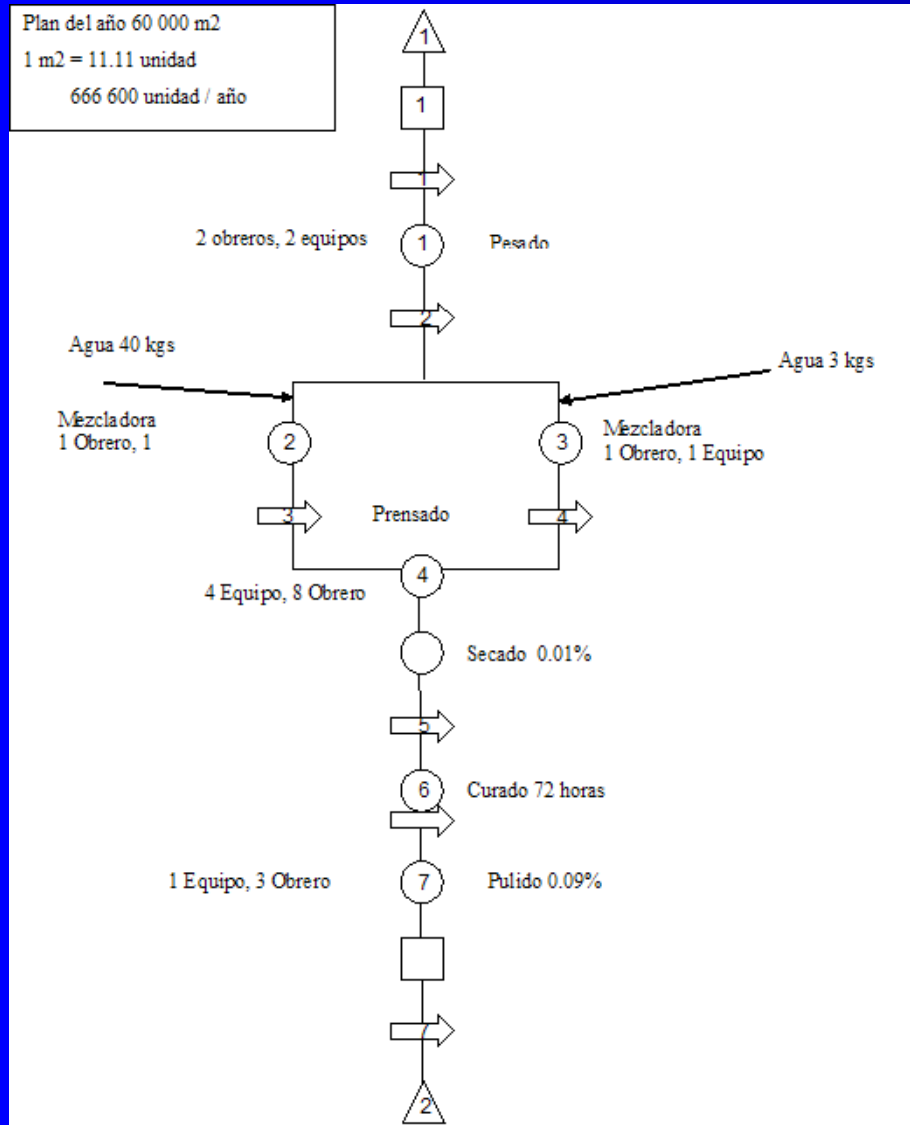 Plan del año 60 000 m2
1 m2 = 11.11 unidad
666 600 unidad / año
1
1
1
2 obreros, 2 equipos
1
Pesado
2
Agua 40 kgs
Agua 3 kgs
Mezcladora
1 Obrero, 1
2
3
Mezcladora
1 Obrero, 1 Equipo
3
Prensado
4
4
4 Equipo, 8 Obrero
Secado 0.01%
5
6
Curado 72 horas
1 Equipo, 3 Obrero
7
Pulido 0.09%
7
2